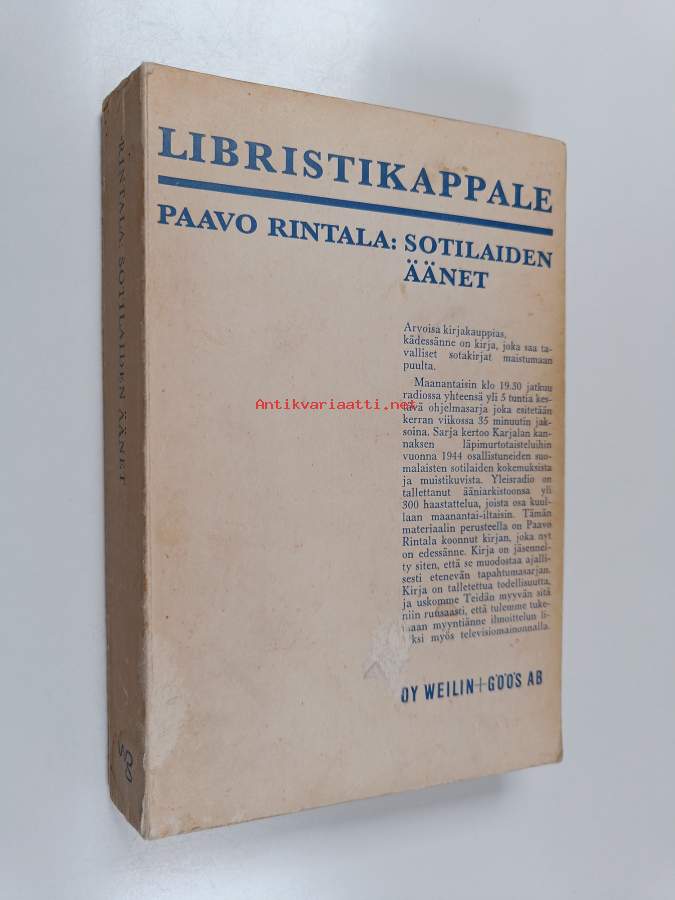 LIBRISTIKAPPALE
PAAVO RINTALA: SOTILAIDEN
ÄÄNET
Arvoisa kirjakauppias,
kädessänne on kirja, joka saa ta-
valliset sotakirjat maistumaan
puulta.
Maanantaisin klo 19.30 jatkuu
radiossa yhteensä yli 5 tuntia kes-
tävä ohjelmasarja joka esitetään
kerran viikossa 35 minuutin jak-
soina. Sarja kertoo Karjalan kan-
naksen läpimurtotaisteluihin
vuonna 1944 osallistuneiden suo-
malaisten sotilaiden kokemuksista
ja muistikuvista. Yleisradio on
tallettanut ääniarkistoonsa yli
300 haastattelua, joista osa kuul-
laan maanantai-iltaisin. Tämän
materiaalin perusteella on Paavo
Rintala koonnut kirjan, joka nyt
on edessänne. Kirja on jäsennel-
ty siten, että se muodostaa ajalli-
sesti etenevän tapahtumasarjan.
Kirja on talletettua todellisuutta,
ja uskomme Teidän myyvän sitä
niin runsaasti, että tulemme tuke-
maan myyntiänne ilmoittelun li-
ksi myös televisiomainonnalla.
OY WEILIN+GÖÖS AB
RINTALA: SOTILAIDEN ÄÄNET
Antikvariaatti.net